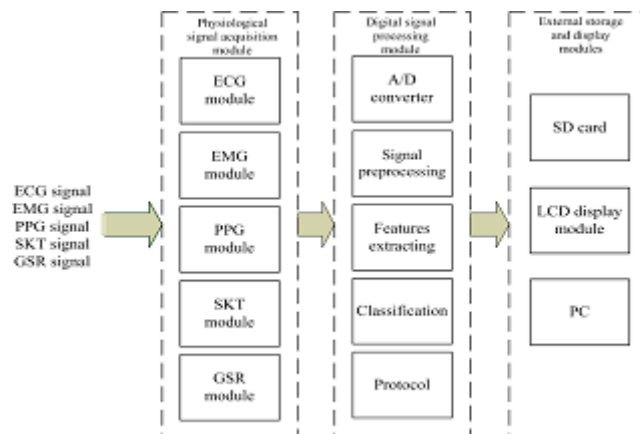 ECG signal
EMG signal
PPG signal
SKT signal
GSR signal
Physiological
signal acquisition
module
ECG
module
EMG
module
PPG
module
SKT
module
GSR
module
Digital signal
processing
module
A/D
converter
Signal
preprocessing
Features
extracting
Classification
Protocol
External storage
and display
modules
SD card
LCD display
module
PC